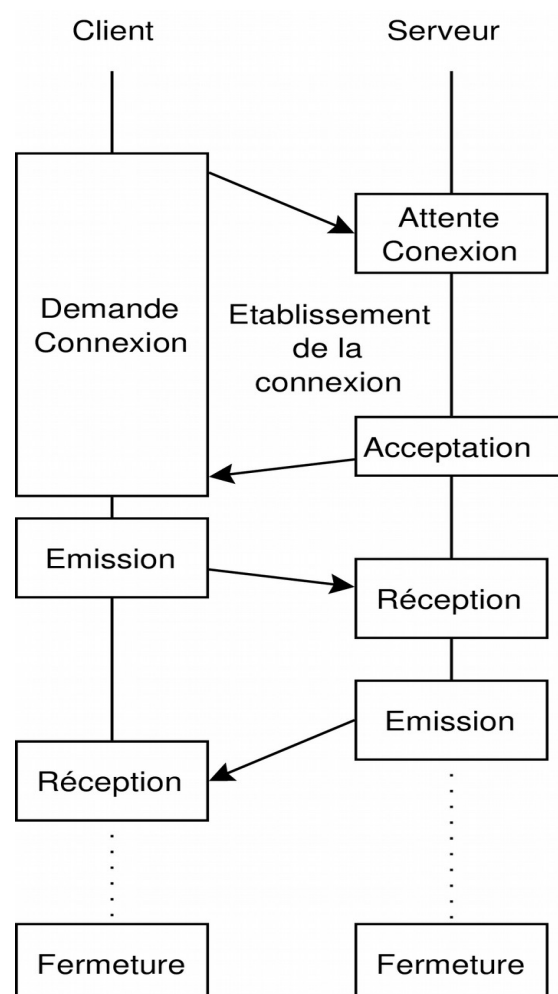 Client
Serveur
Attente
Conexion
Demande
Connexion
Etablissement
de la
connexion
Acceptation
Emission
Réception
Emission
Réception
Fermeture
Fermeture